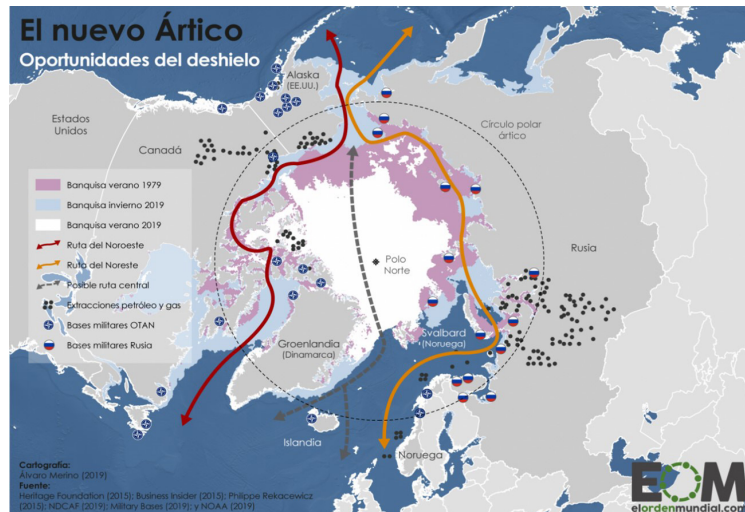 El nuevo Ártico
Oportunidades del deshielo
Alaska
(EE.UU.)
Estados
Unidos
Canadá
Círculo polar
ártico
Banquisa verano 1979
Banquisa invierno 2019
Banquisa verano 2019
Ruta del Noroeste
Ruta del Noreste
Posible ruta central
Extracciones petróleo y gas
Bases militares OTAN
Bases militares Rusia
Rusia
Polo
Norte
Groenlandia
(Dinamarca)
Svalbard
(Noruega)
Islandia
Noruega
Cartografía:
Álvaro Merino (2019)
Fuente:
Heritage Foundation (2015); Business Insider (2015); Philippe Rekacewicz
(2015); NDCAF (2019); Military Bases (2019); y NOAA (2019)
EOM
elordenmundial.com